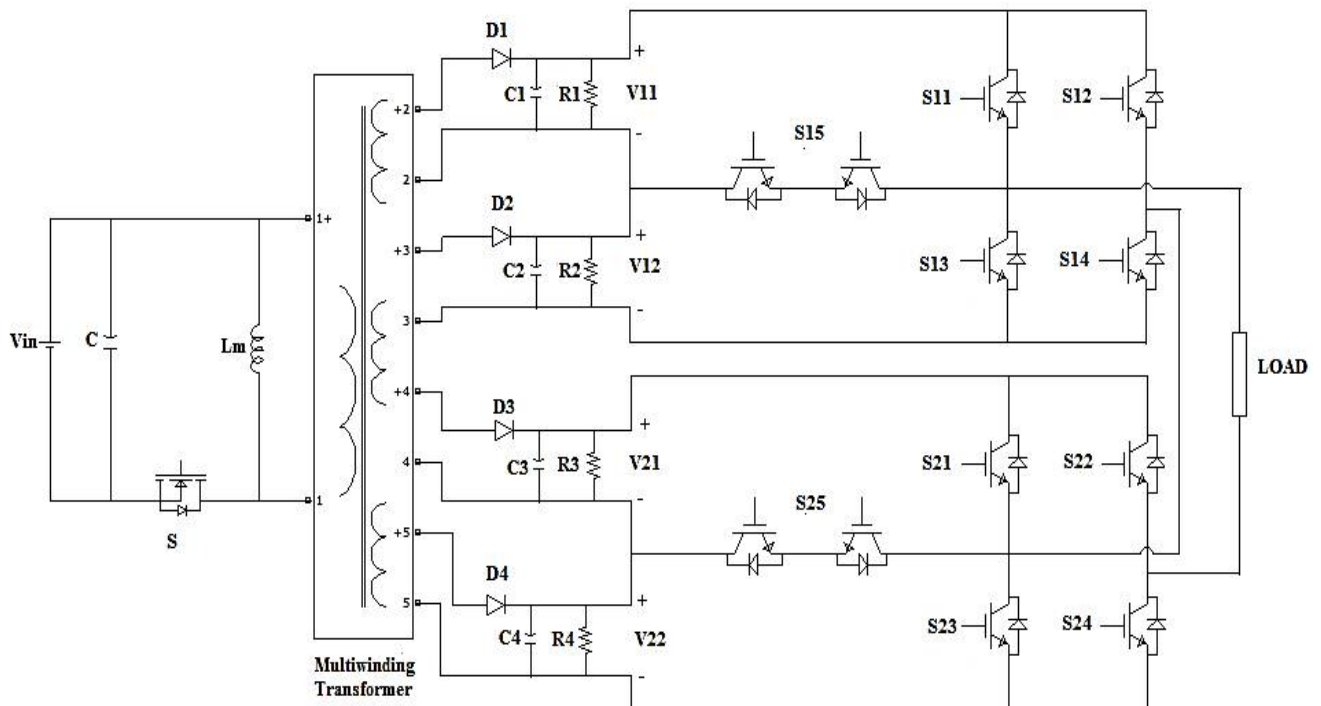 D1
+2
C1
R1
+
V11
-
S11
S12
2
S15
1+
D2
+3
C2
R2
+
V12
-
S13
S14
Vin
C
Lm
3
+4
D3
LOAD
C3
R3
+
V21
-
S21
S22
4
1
S
S25
+5
D4
5
C4
R4
+
V22
-
S23
S24
Multiwinding
Transformer